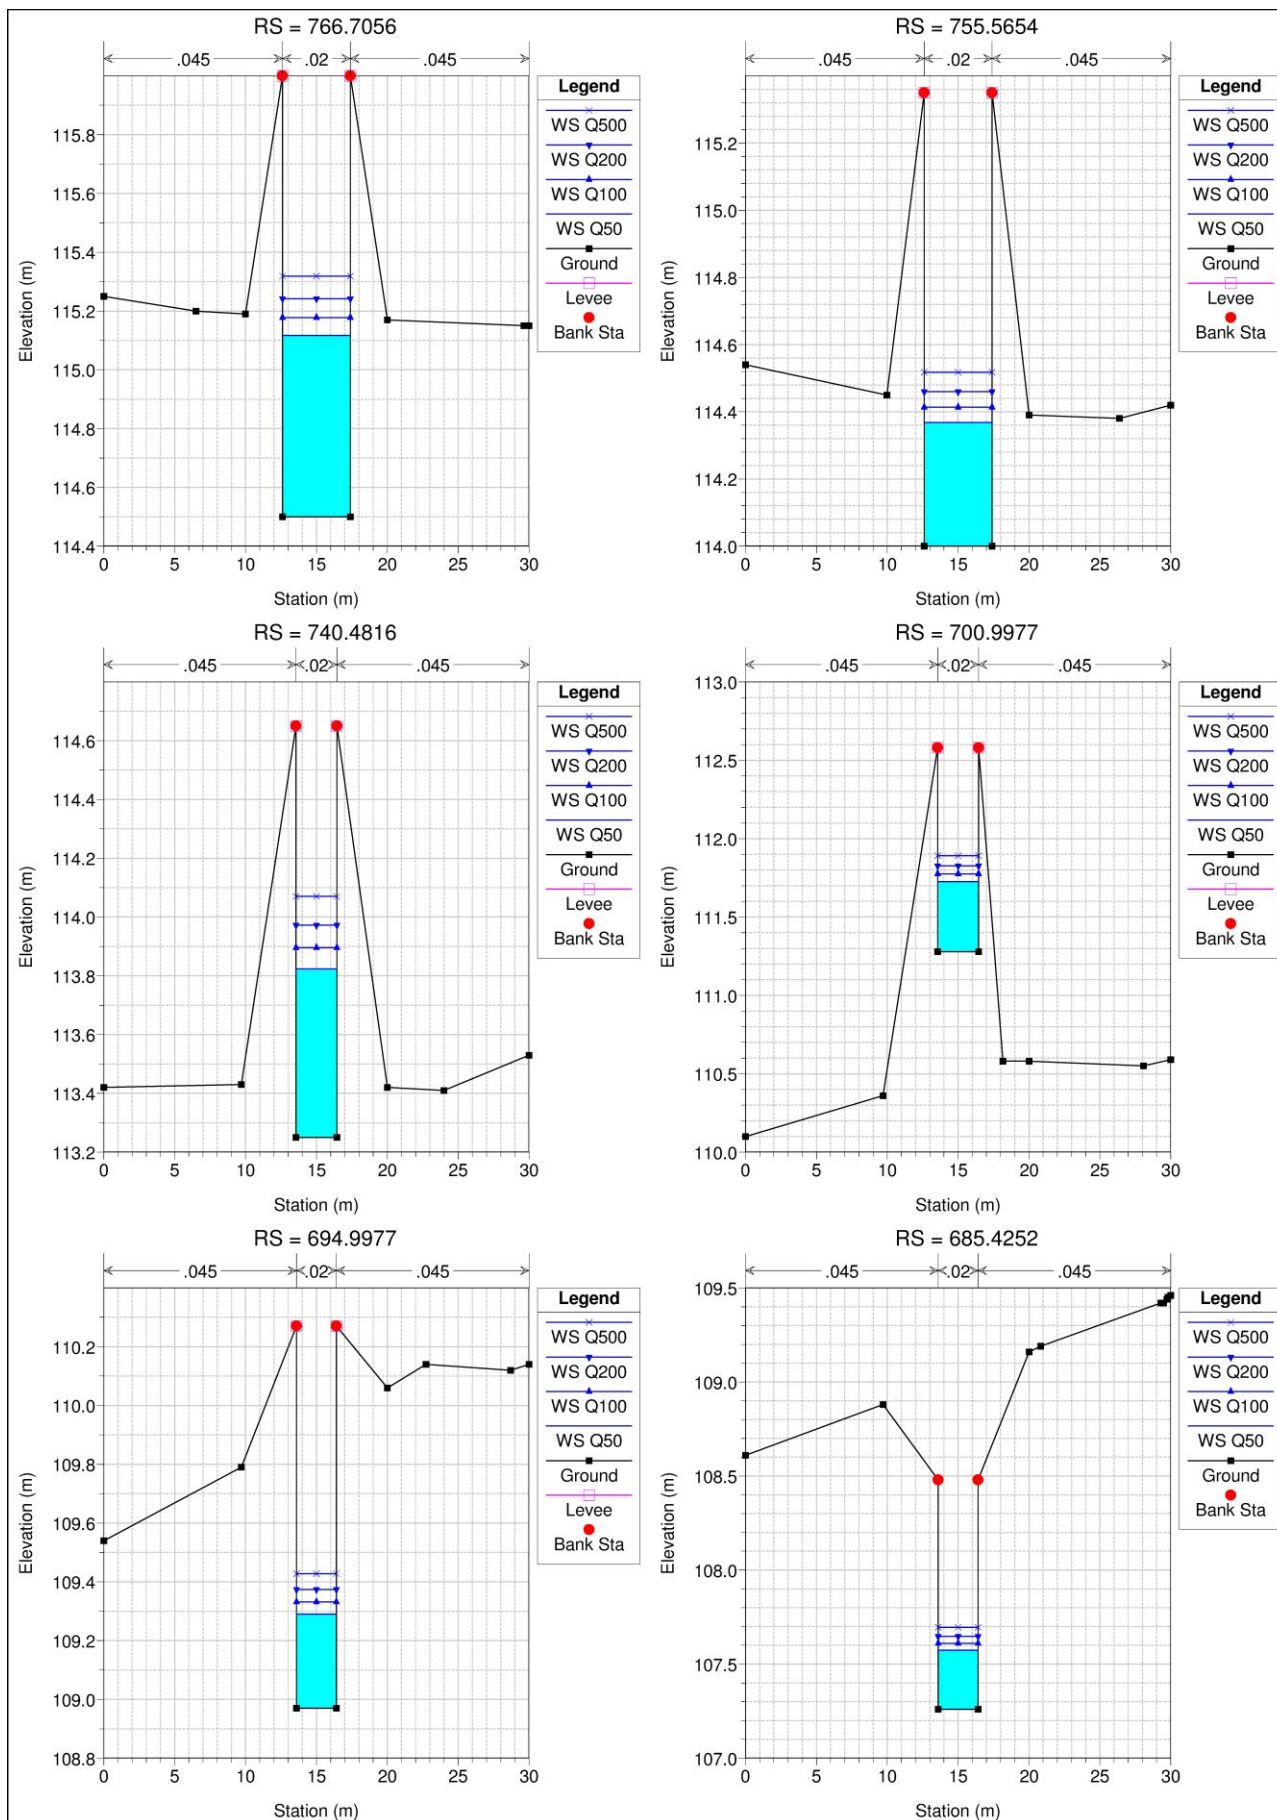 RS = 766.7056
.045 .02 .045
Legend
WS Q500
WS Q200
WS Q100
WS Q50
Ground
Levee
Bank Sta
Elevation (m)
115.8
115.6
115.4
115.2
115.0
114.8
114.6
114.4
0 5 10 15 20 25 30
Station (m)
RS = 755.5654
.045 .02 .045
Legend
WS Q500
WS Q200
WS Q100
WS Q50
Ground
Levee
Bank Sta
Elevation (m)
115.2
115.0
114.8
114.6
114.4
114.2
114.0
0 5 10 15 20 25 30
Station (m)
RS = 740.4816
.045 .02 .045
Legend
WS Q500
WS Q200
WS Q100
WS Q50
Ground
Levee
Bank Sta
Elevation (m)
114.6
114.4
114.2
114.0
113.8
113.6
113.4
113.2
0 5 10 15 20 25 30
Station (m)
RS = 700.9977
.045 .02 .045
Legend
WS Q500
WS Q200
WS Q100
WS Q50
Ground
Levee
Bank Sta
Elevation (m)
113.0
112.5
112.0
111.5
111.0
110.5
110.0
0 5 10 15 20 25 30
Station (m)
RS = 694.9977
.045 .02 .045
Legend
WS Q500
WS Q200
WS Q100
WS Q50
Ground
Levee
Bank Sta
Elevation (m)
110.2
110.0
109.8
109.6
109.4
109.2
109.0
108.8
0 5 10 15 20 25 30
Station (m)
RS = 685.4252
.045 .02 .045
Legend
WS Q500
WS Q200
WS Q100
WS Q50
Ground
Bank Sta
Elevation (m)
109.5
109.0
108.5
108.0
107.5
107.0
0 5 10 15 20 25 30
Station (m)